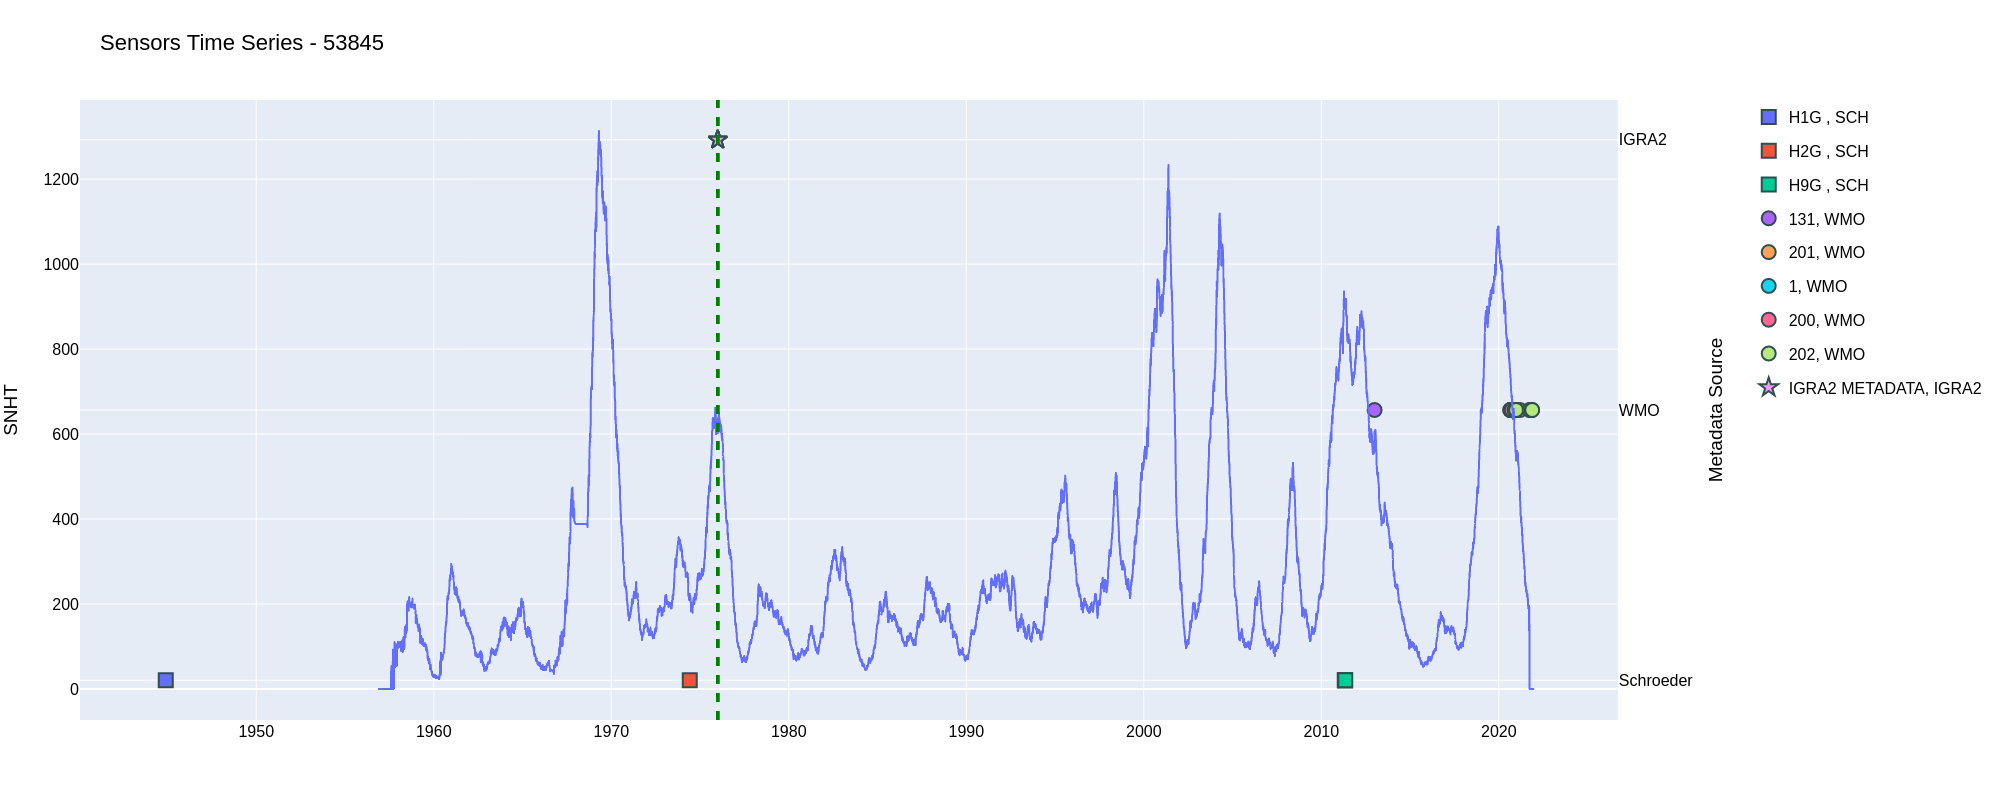 Sensors Time Series - 53845
SNHT
1200
1000
800
600
400
200
0
1950
1960
1970
1980
1990
2000
2010
2020
IGRA2
WMO
Schroeder
Metadata Source
H1G , SCH
H2G , SCH
H9G , SCH
131, WMO
201, WMO
1, WMO
200, WMO
202, WMO
IGRA2 METADATA, IGRA2